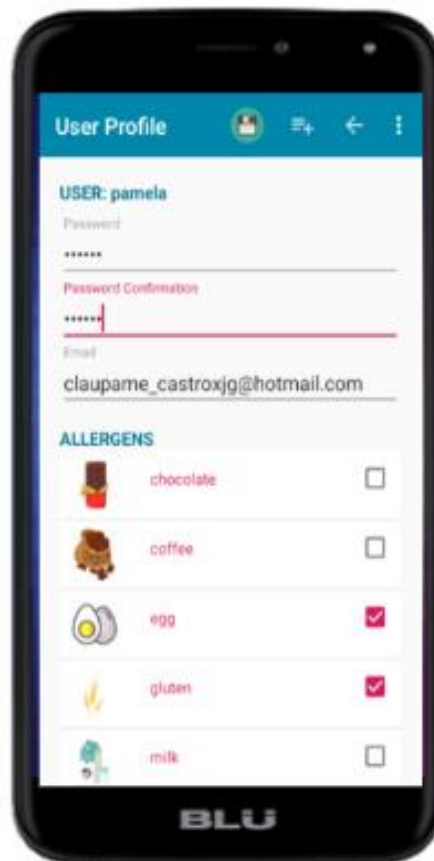 User Profile
USER: pamela
Password
••••••
Password Confirmation
••••••
Email
claupame_castroxjg@hotmail.com
ALLERGENS
chocolate
coffee
egg
gluten
milk
BLU